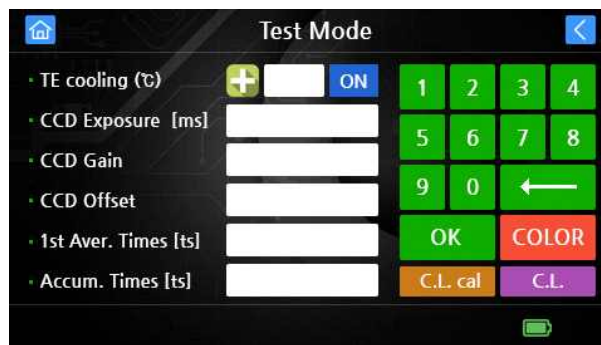 Test Mode
TE cooling (℃) ON
CCD Exposure [ms]
CCD Gain
CCD Offset
1st Aver. Times [ts]
Accum. Times [ts]
1 2 3 4
5 6 7 8
9 0
OK COLOR
C.L. cal C.L.